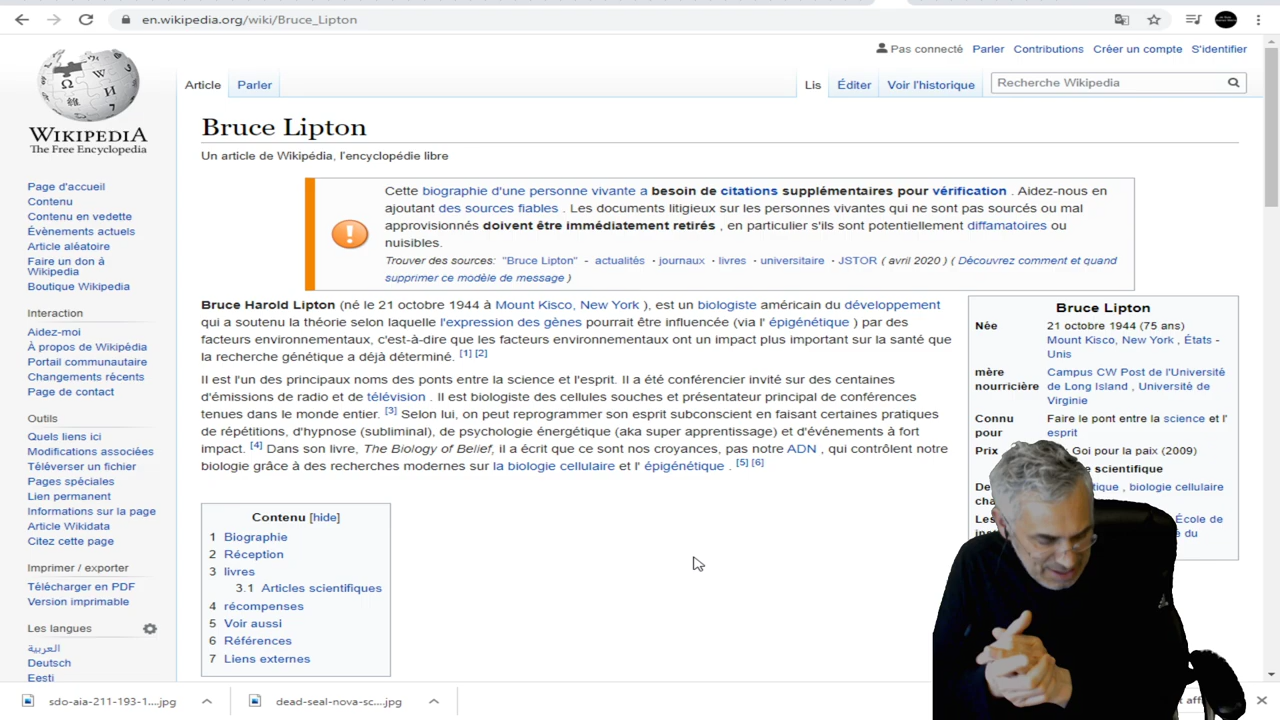 en.wikipedia.org/wiki/Bruce_Lipton
Pas connecté Parler Contributions Créer un compte S'identifier
Article Parler
Lis Éditer Voir l'historique Recherche Wikipedia
WIKIPEDIA
The Free Encyclopedia
Page d'accueil
Contenu
Contenu en vedette
Évènements actuels
Article aléatoire
Faire un don à
Wikipedia
Boutique Wikipedia
Interaction
Aidez-moi
À propos de Wikipédia
Portail communautaire
Changements récents
Page de contact
Outils
Quels liens ici
Modifications associées
Téléverser un fichier
Pages spéciales
Lien permanent
Informations sur la page
Article Wikidata
Citez cette page
Imprimer / exporter
Télécharger en PDF
Version imprimable
Les langues
العربية
Deutsch
Eesti
Bruce Lipton
Un article de Wikipédia, l'encyclopédie libre
Cette biographie d'une personne vivante a besoin de citations supplémentaires pour vérification . Aidez-nous en
ajoutant des sources fiables . Les documents litigieux sur les personnes vivantes qui ne sont pas sourcés ou mal
approvisionnés doivent être immédiatement retirés , en particulier s'ils sont potentiellement diffamatoires ou
nuisibles.
Trouver des sources: "Bruce Lipton" - actualités · journaux · livres · universitaire · JSTOR ( avril 2020 ) ( Découvrez comment et quand
supprimer ce modèle de message )
Bruce Harold Lipton (né le 21 octobre 1944 à Mount Kisco, New York ), est un biologiste américain du développement
qui a soutenu la théorie selon laquelle l'expression des gènes pourrait être influencée (via l' épigénétique ) par des
facteurs environnementaux, c'est-à-dire que les facteurs environnementaux ont un impact plus important sur la santé que
la recherche génétique a déjà déterminé. [1] [2]
Il est l'un des principaux noms des ponts entre la science et l'esprit. Il a été conférencier invité sur des centaines
d'émissions de radio et de télévision . Il est biologiste des cellules souches et présentateur principal de conférences
tenues dans le monde entier. [3] Selon lui, on peut reprogrammer son esprit subconscient en faisant certaines pratiques
de répétitions, d'hypnose (subliminal), de psychologie énergétique (aka super apprentissage) et d'événements à fort
impact. [4] Dans son livre, The Biology of Belief, il a écrit que ce sont nos croyances, pas notre ADN , qui contrôlent notre
biologie grâce à des recherches modernes sur la biologie cellulaire et l' épigénétique . [5] [6]
Contenu [hide]
1 Biographie
2 Réception
3 livres
3.1 Articles scientifiques
4 récompenses
5 Voir aussi
6 Références
7 Liens externes
Bruce Lipton
Née 21 octobre 1944 (75 ans)
Mount Kisco, New York , États -
Unis
mère Campus CW Post de l'Université
nourricière de Long Island , Université de
Virginie
Connu Faire le pont entre la science et l'
pour esprit
Prix Goi pour la paix (2009)
scientifique
, biologie cellulaire
Les École de
du
sdo-aia-211-193-1....jpg dead-seal-nova-sc....jpg